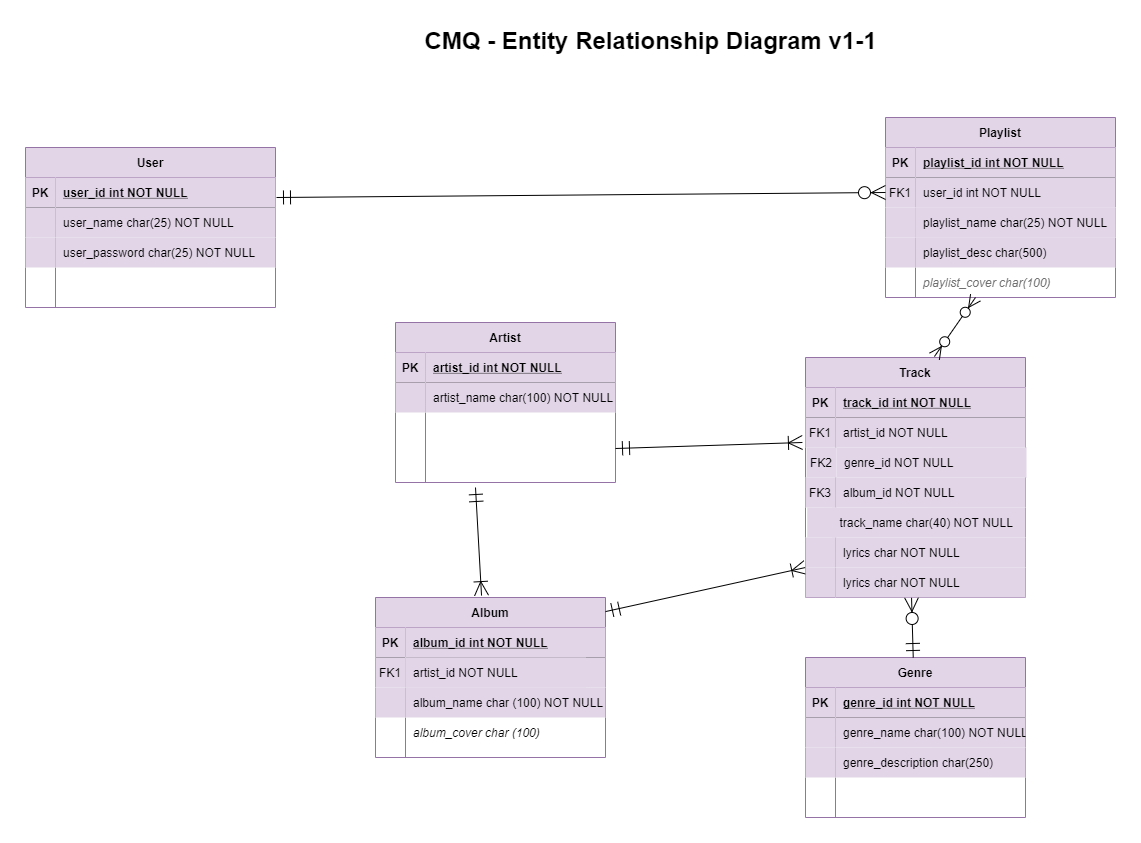 CMQ - Entity Relationship Diagram v1-1
User
PK user_id int NOT NULL
user_name char(25) NOT NULL
user_password char(25) NOT NULL
Playlist
PK playlist_id int NOT NULL
FK1 user_id int NOT NULL
playlist_name char(25) NOT NULL
playlist_desc char(500)
playlist_cover char(100)
Artist
PK artist_id int NOT NULL
artist_name char(100) NOT NULL
Track
PK track_id int NOT NULL
FK1 artist_id NOT NULL
FK2 genre_id NOT NULL
FK3 album_id NOT NULL
track_name char(40) NOT NULL
lyrics char NOT NULL
lyrics char NOT NULL
Album
PK album_id int NOT NULL
FK1 artist_id NOT NULL
album_name char (100) NOT NULL
album_cover char (100)
Genre
PK genre_id int NOT NULL
genre_name char(100) NOT NULL
genre_description char(250)